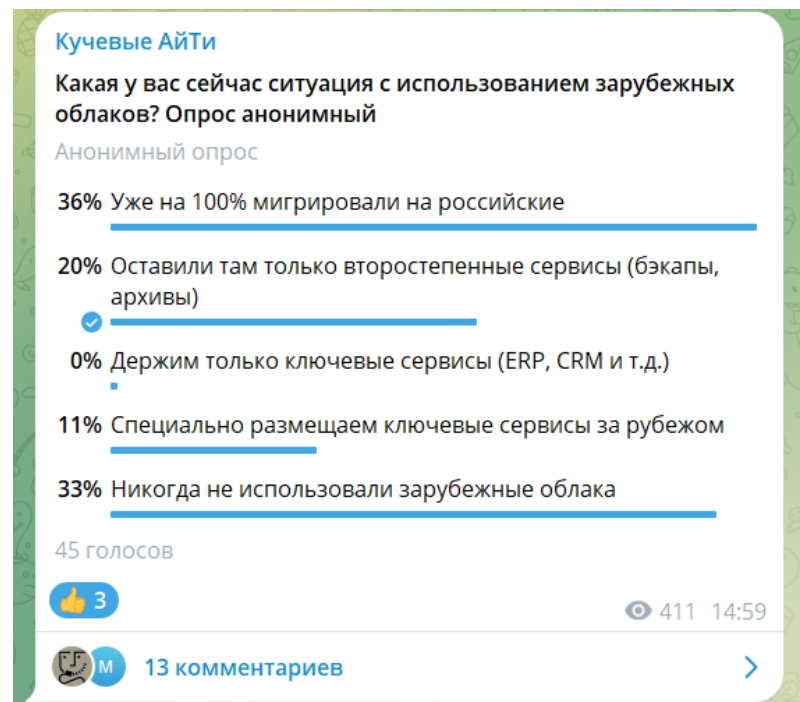 Кучевые АйТи
Какая у вас сейчас ситуация с использованием зарубежных
облаков? Опрос анонимный
Анонимный опрос
36% Уже на 100% мигрировали на российские
20% Оставили там только второстепенные сервисы (бэкапы,
архивы)
0% Держим только ключевые сервисы (ERP, CRM и т.д.)
11% Специально размещаем ключевые сервисы за рубежом
33% Никогда не использовали зарубежные облака
45 голосов
👍 3
411 14:59
М
13 комментариев